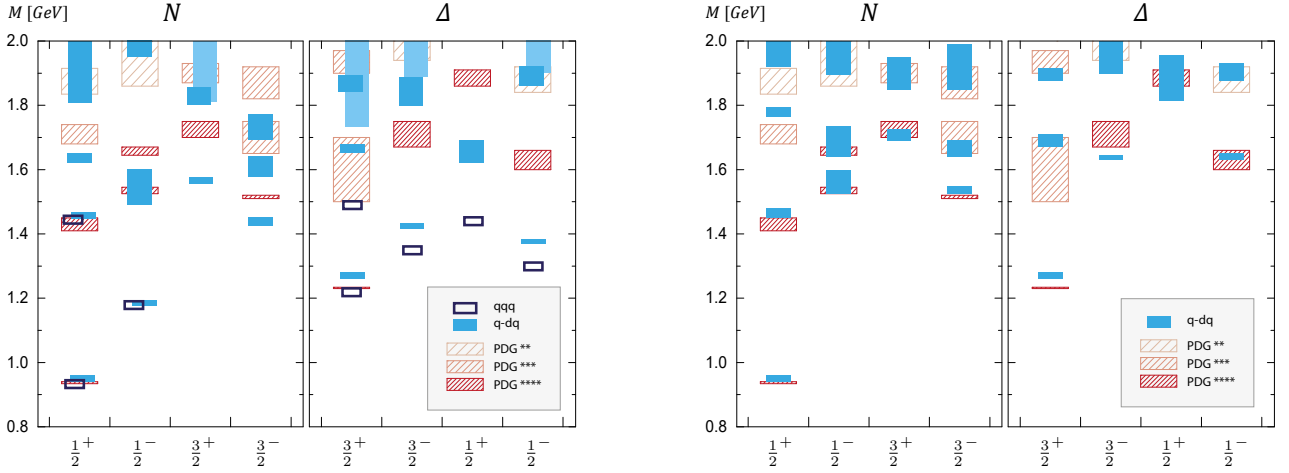 M [GeV] N Δ
2.0
1.8
1.6
1.4
1.2
1.0
0.8
qqq
q-dq
PDG **
PDG ***
PDG ****
1/2+ 1/2− 3/2+ 3/2− 3/2+ 3/2− 1/2+ 1/2−
M [GeV] N Δ
2.0
1.8
1.6
1.4
1.2
1.0
0.8
q-dq
PDG **
PDG ***
PDG ****
1/2+ 1/2− 3/2+ 3/2− 3/2+ 3/2− 1/2+ 1/2−